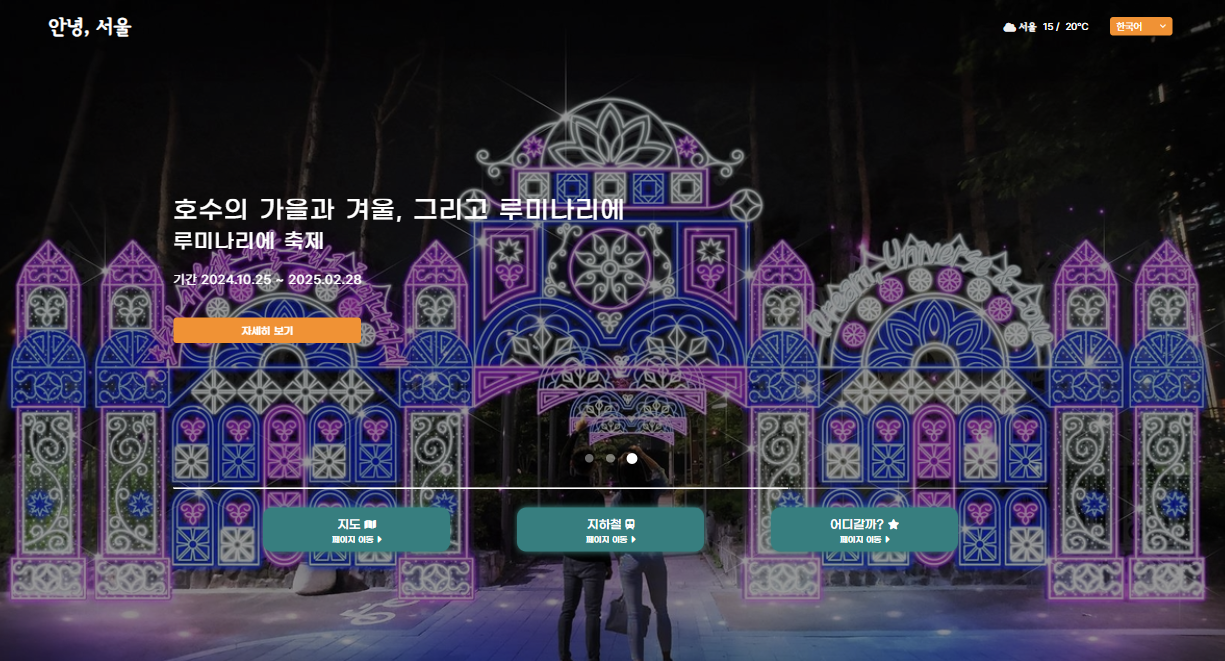 안녕, 서울
서울 15 / 20°C
한국어
호수의 가을과 겨울, 그리고 루미나리에
루미나리에 축제
기간 2024.10.25 ~ 2025.02.28
자세히 보기
Dream, Universe & Love
지도
페이지 이동
지하철
페이지 이동
어디갈까?
페이지 이동